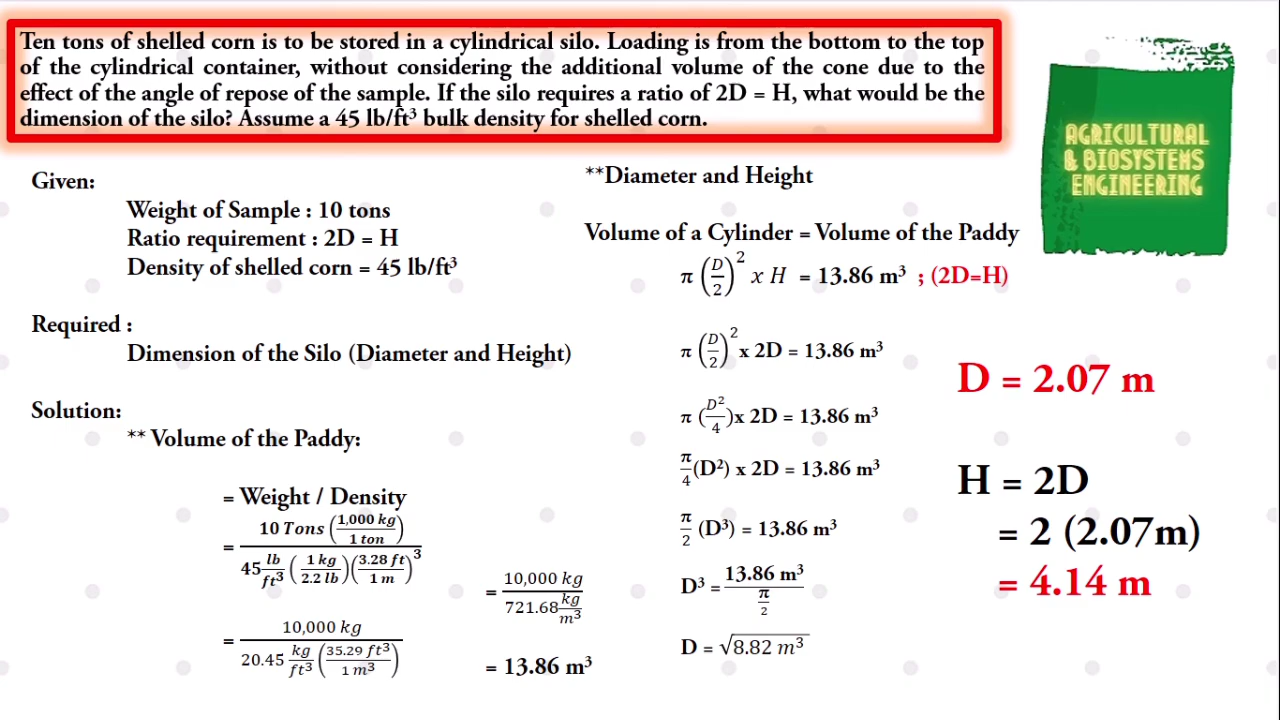 Ten tons of shelled corn is to be stored in a cylindrical silo. Loading is from the bottom to the top
of the cylindrical container, without considering the additional volume of the cone due to the
effect of the angle of repose of the sample. If the silo requires a ratio of 2D = H, what would be the
dimension of the silo? Assume a 45 lb/ft³ bulk density for shelled corn.
AGRICULTURAL
& BIOSYSTEMS
ENGINEERING
Given:
Weight of Sample : 10 tons
Ratio requirement : 2D = H
Density of shelled corn = 45 lb/ft³
Required :
Dimension of the Silo (Diameter and Height)
Solution:
** Volume of the Paddy:
= Weight / Density
= 10 Tons (1,000 kg / 1 ton) / 45 lb/ft³ (1 kg / 2.2 lb)(3.28 ft / 1 m)³
= 10,000 kg / 20.45 kg/ft³ (35.29 ft³ / 1 m³)
= 10,000 kg / 721.68 kg/m³
= 13.86 m³
**Diameter and Height
Volume of a Cylinder = Volume of the Paddy
π (D/2)² x H = 13.86 m³ ; (2D=H)
π (D/2)² x 2D = 13.86 m³
π (D²/4)x 2D = 13.86 m³
π/4 (D²) x 2D = 13.86 m³
π/2 (D³) = 13.86 m³
D³ = 13.86 m³ / π/2
D = √8.82 m³
D = 2.07 m
H = 2D
= 2 (2.07m)
= 4.14 m